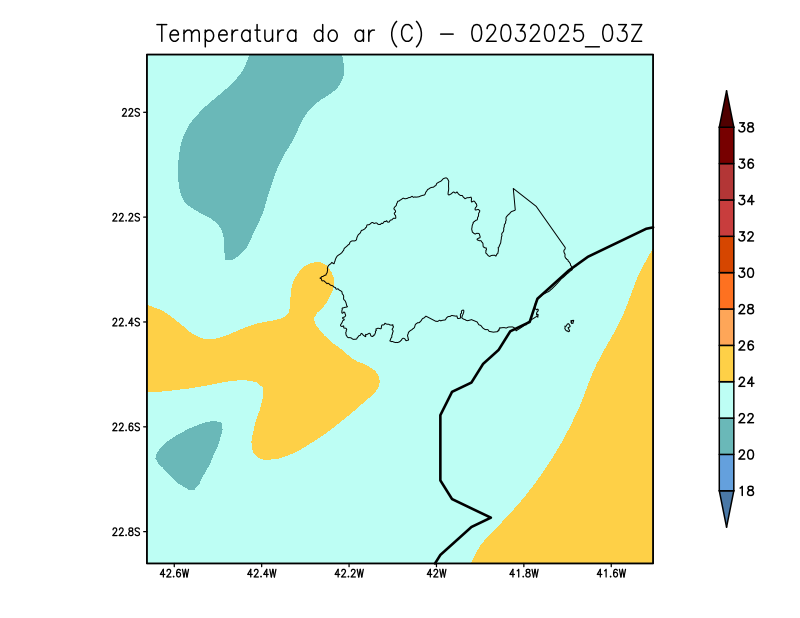 Temperatura do ar (C) - 02032025_03Z
22S
22.2S
22.4S
22.6S
22.8S
42.6W
42.4W
42.2W
42W
41.8W
41.6W
38
36
34
32
30
28
26
24
22
20
18